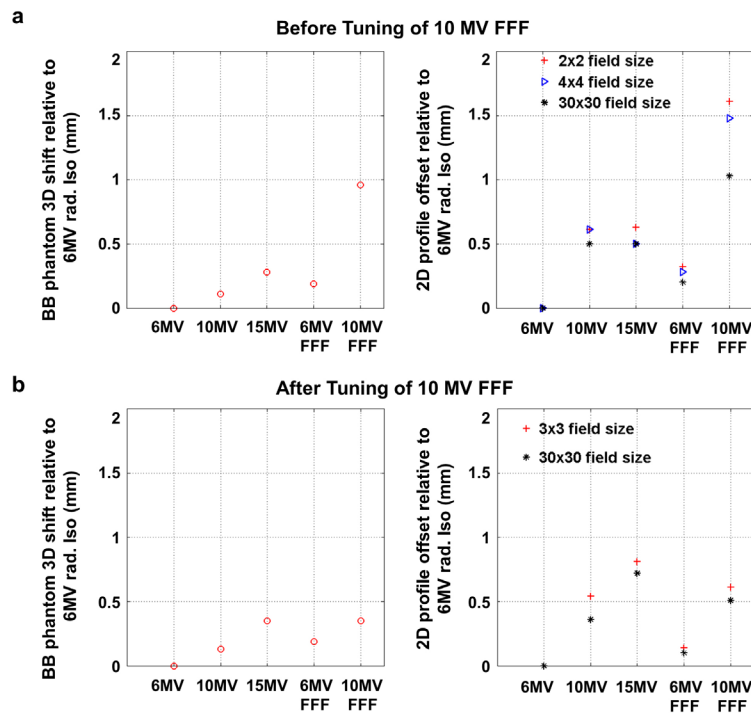 a
Before Tuning of 10 MV FFF
BB phantom 3D shift relative to
6MV rad. Iso (mm)
2
1.5
1
0.5
0
6MV 10MV 15MV 6MV 10MV
FFF FFF
2D profile offset relative to
6MV rad. Iso (mm)
2
1.5
1
0.5
0
2x2 field size
4x4 field size
30x30 field size
6MV 10MV 15MV 6MV 10MV
FFF FFF
b
After Tuning of 10 MV FFF
BB phantom 3D shift relative to
6MV rad. Iso (mm)
2
1.5
1
0.5
0
6MV 10MV 15MV 6MV 10MV
FFF FFF
2D profile offset relative to
6MV rad. Iso (mm)
2
1.5
1
0.5
0
3x3 field size
30x30 field size
6MV 10MV 15MV 6MV 10MV
FFF FFF